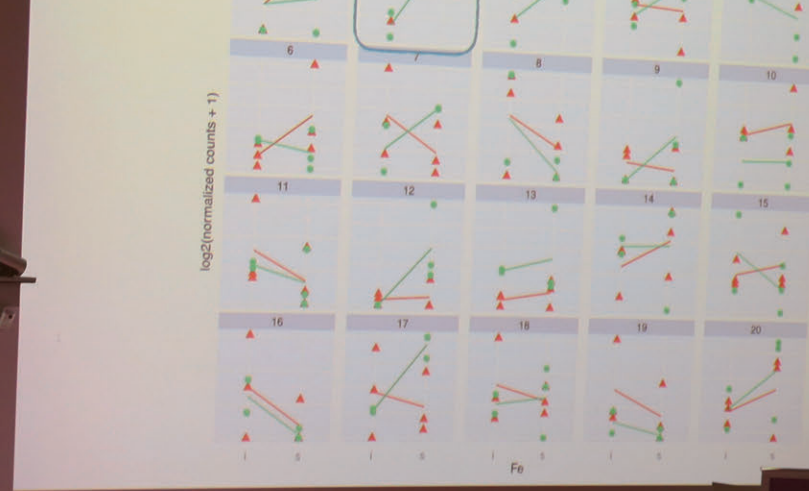 6 7 8 9 10
log2(normalized counts + 1)
11 12 13 14 15
16 17 18 19 20
i s i s i s i s i s
Fe